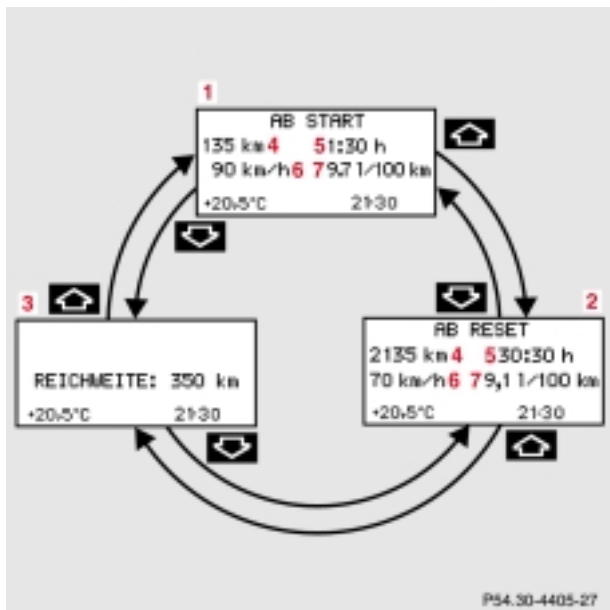 1
AB START
135 km 4 5 1:30 h
90 km/h 6 7 9.7 l/100 km
+20,5°C 21:30
3
2
REICHWEITE: 350 km
+20,5°C 21:30
AB RESET
2135 km 4 5 30:30 h
70 km/h 6 7 9,1 l/100 km
+20,5°C 21:30
P54.30-4405-27